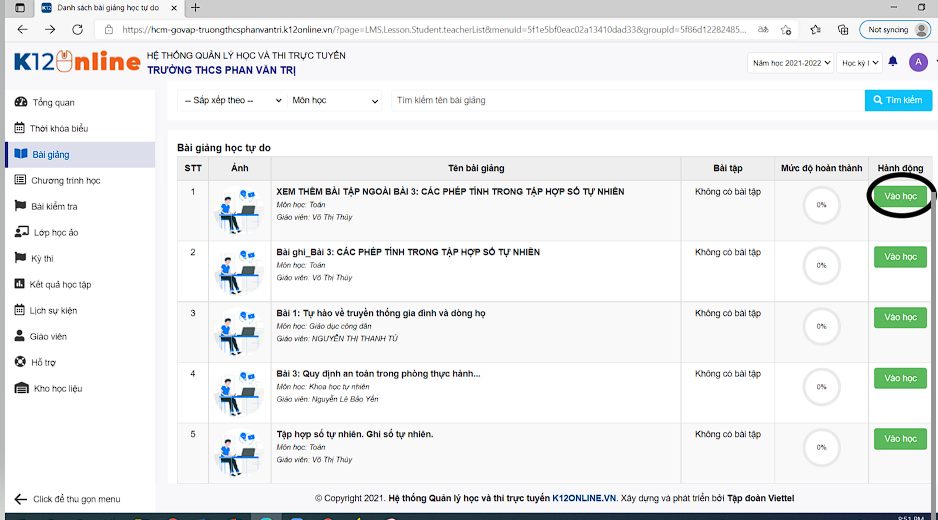 Danh sách bài giảng học tự do
https://hcm-govap-truongthcsphanvantri.k12online.vn/?page=LMS.Lesson.Student.teacherList&menuid=5f1e5bf0eac02a13410dad33&groupId=5f86d12282485...
Not syncing
K12Online
HỆ THỐNG QUẢN LÝ HỌC VÀ THI TRỰC TUYẾN
TRƯỜNG THCS PHAN VĂN TRỊ
Năm học 2021-2022
Học kỳ I
A
Tổng quan
Thời khóa biểu
Bài giảng
Chương trình học
Bài kiểm tra
Lớp học ảo
Kỳ thi
Kết quả học tập
Lịch sự kiện
Giáo viên
Hỗ trợ
Kho học liệu
Click để thu gọn menu
-- Sắp xếp theo --
Môn học
Tìm kiếm tên bài giảng
Tìm kiếm
Bài giảng học tự do
STT Ảnh Tên bài giảng Bài tập Mức độ hoàn thành Hành động
1 XEM THÊM BÀI TẬP NGOÀI BÀI 3: CÁC PHÉP TÍNH TRONG TẬP HỢP SỐ TỰ NHIÊN Không có bài tập 0% Vào học
Môn học: Toán
Giáo viên: Võ Thị Thúy
2 Bài ghi_Bài 3: CÁC PHÉP TÍNH TRONG TẬP HỢP SỐ TỰ NHIÊN Không có bài tập 0% Vào học
Môn học: Toán
Giáo viên: Võ Thị Thúy
3 Bài 1: Tự hào về truyền thống gia đình và dòng họ Không có bài tập 0% Vào học
Môn học: Giáo dục công dân
Giáo viên: NGUYỄN THỊ THANH TÚ
4 Bài 3: Quy định an toàn trong phòng thực hành... Không có bài tập 0% Vào học
Môn học: Khoa học tự nhiên
Giáo viên: Nguyễn Lê Bảo Yến
5 Tập hợp số tự nhiên. Ghi số tự nhiên. Không có bài tập 0% Vào học
Môn học: Toán
Giáo viên: Võ Thị Thúy
© Copyright 2021. Hệ thống Quản lý học và thi trực tuyến K12ONLINE.VN. Xây dựng và phát triển bởi Tập đoàn Viettel